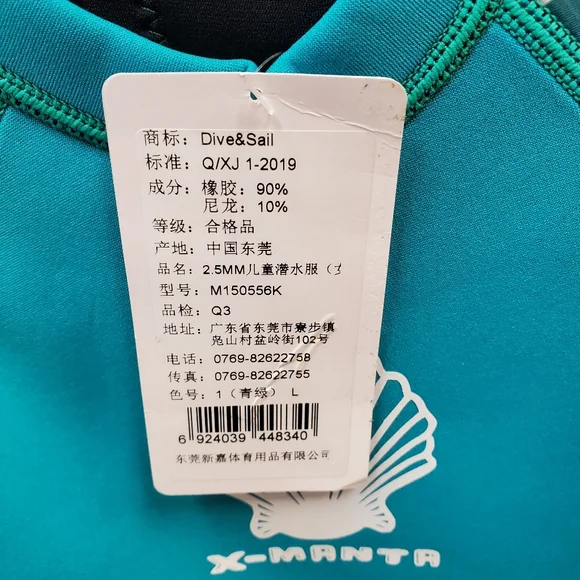 商标: Dive&Sail
标准: Q/XJ 1-2019
成分: 橡胶: 90%
尼龙: 10%
等级: 合格品
产地: 中国东莞
品名: 2.5MM儿童潜水服（女
型号: M150556K
品检: Q3
地址: 广东省东莞市寮步镇
凫山村盆岭街102号
电话: 0769-82622758
传真: 0769-82622755
色号: 1（青绿） L
6 924039 448340
东莞新嘉体育用品有限公司
X-MANTA